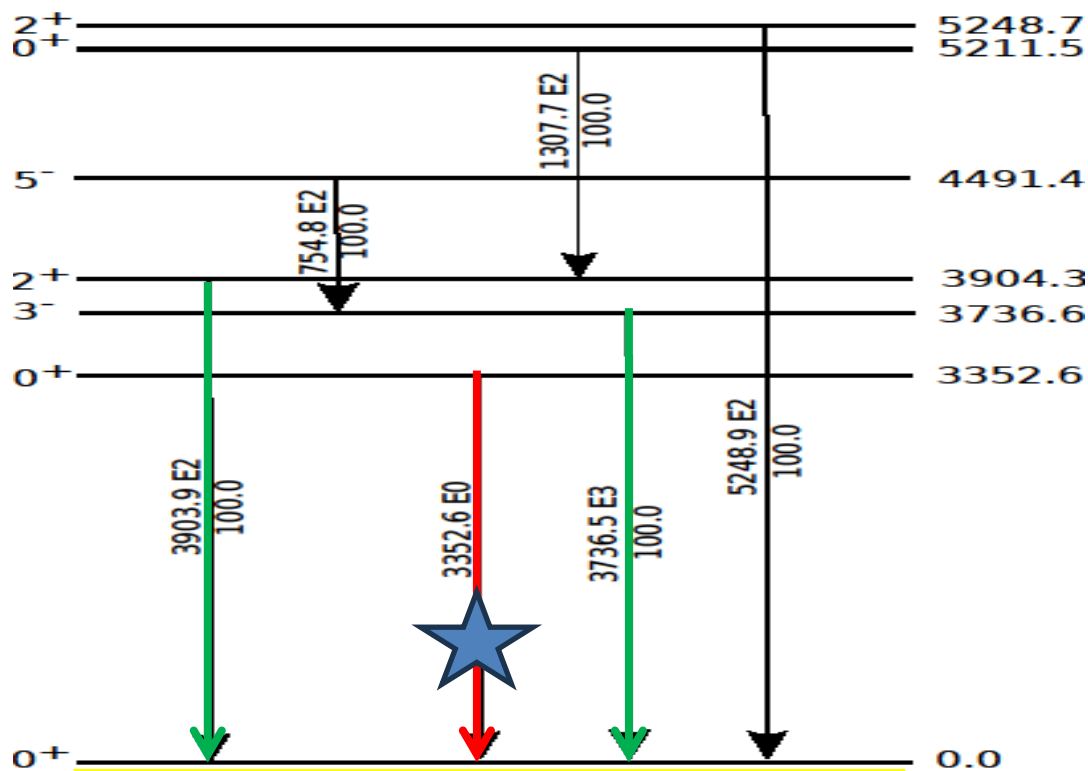 2+ 5248.7
0+ 5211.5
1307.7 E2
100.0
5- 4491.4
754.8 E2
100.0
2+ 3904.3
3- 3736.6
0+ 3352.6
3903.9 E2
100.0
3352.6 E0
3736.5 E3
100.0
5248.9 E2
100.0
0+ 0.0